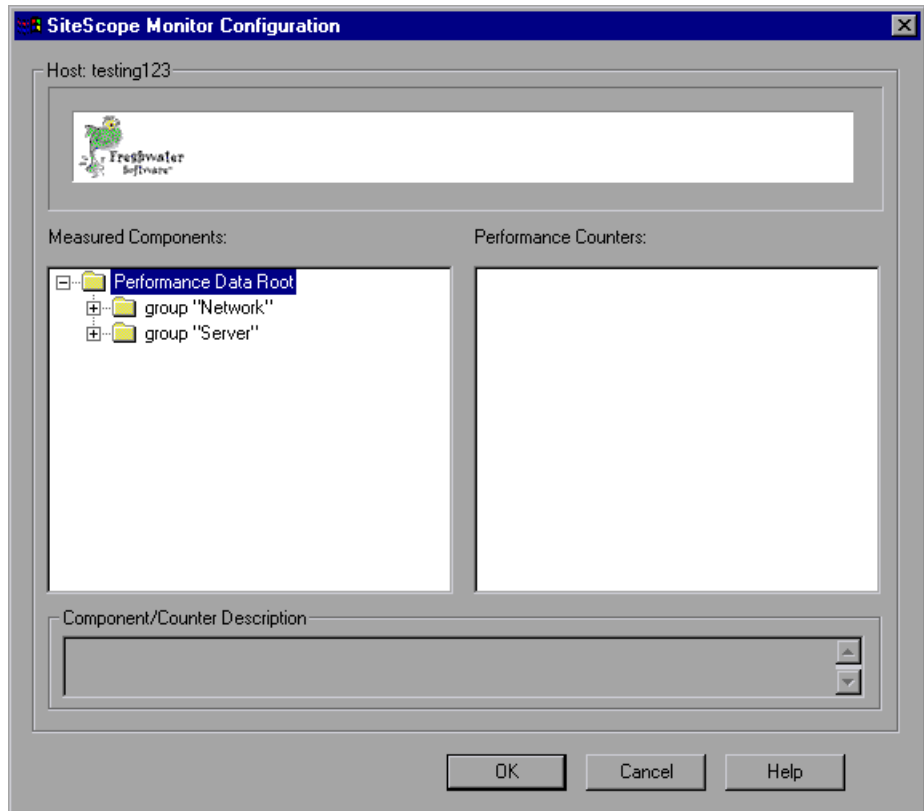 SiteScope Monitor Configuration
Host: testing123
Freshwater
Software
Measured Components:
Performance Counters:
Performance Data Root
group "Network"
group "Server"
Component/Counter Description
OK
Cancel
Help